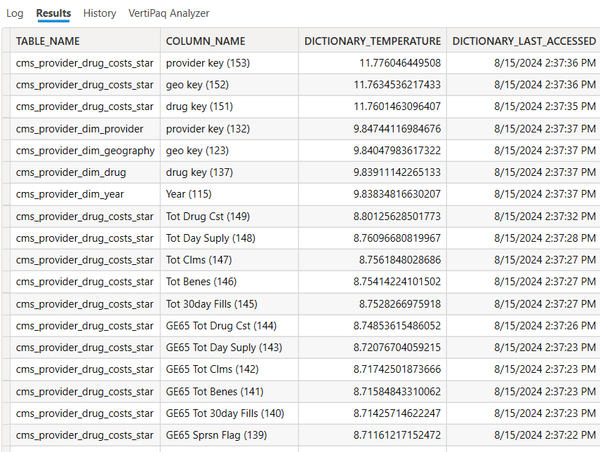 Log Results History VertiPaq Analyzer
TABLE_NAME COLUMN_NAME DICTIONARY_TEMPERATURE DICTIONARY_LAST_ACCESSED
cms_provider_drug_costs_star provider key (153) 11.776046449508 8/15/2024 2:37:36 PM
cms_provider_drug_costs_star geo key (152) 11.7634536217433 8/15/2024 2:37:36 PM
cms_provider_drug_costs_star drug key (151) 11.7601463096407 8/15/2024 2:37:35 PM
cms_provider_dim_provider provider key (132) 9.84744116984676 8/15/2024 2:37:37 PM
cms_provider_dim_geography geo key (123) 9.84047983617322 8/15/2024 2:37:37 PM
cms_provider_dim_drug drug key (137) 9.83911142265133 8/15/2024 2:37:37 PM
cms_provider_dim_year Year (115) 9.83834816630207 8/15/2024 2:37:37 PM
cms_provider_drug_costs_star Tot Drug Cst (149) 8.80125628501773 8/15/2024 2:37:32 PM
cms_provider_drug_costs_star Tot Day Suply (148) 8.76096680819967 8/15/2024 2:37:28 PM
cms_provider_drug_costs_star Tot Clms (147) 8.7561848028686 8/15/2024 2:37:27 PM
cms_provider_drug_costs_star Tot Benes (146) 8.75414224101502 8/15/2024 2:37:27 PM
cms_provider_drug_costs_star Tot 30day Fills (145) 8.7528266975918 8/15/2024 2:37:27 PM
cms_provider_drug_costs_star GE65 Tot Drug Cst (144) 8.74853615486052 8/15/2024 2:37:26 PM
cms_provider_drug_costs_star GE65 Tot Day Suply (143) 8.72076704059215 8/15/2024 2:37:23 PM
cms_provider_drug_costs_star GE65 Tot Clms (142) 8.71742501873666 8/15/2024 2:37:23 PM
cms_provider_drug_costs_star GE65 Tot Benes (141) 8.71584843310062 8/15/2024 2:37:23 PM
cms_provider_drug_costs_star GE65 Tot 30day Fills (140) 8.71425714622247 8/15/2024 2:37:23 PM
cms_provider_drug_costs_star GE65 Sprsn Flag (139) 8.71161217152472 8/15/2024 2:37:22 PM